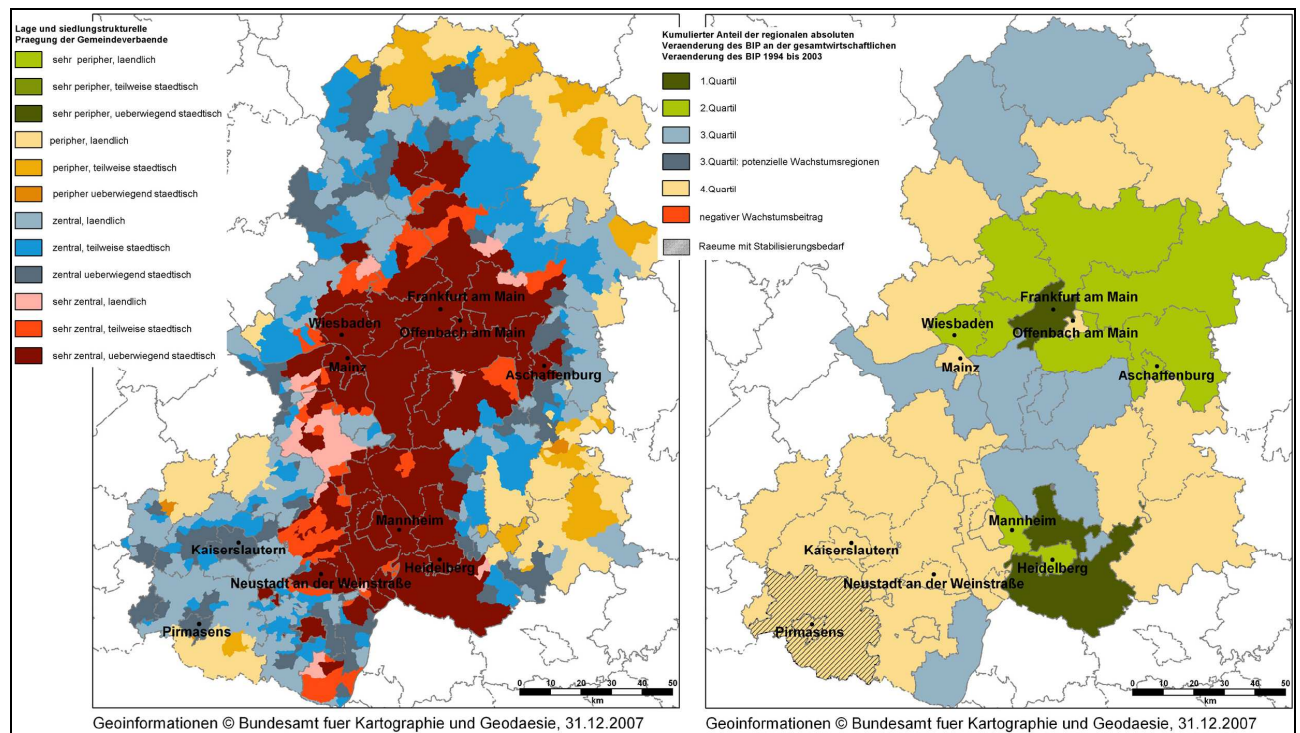 Lage und siedlungsstrukturelle
Praegung der Gemeindeverbaende
sehr peripher, laendlich
sehr peripher, teilweise staedtisch
sehr peripher, ueberwiegend staedtisch
peripher, laendlich
peripher, teilweise staedtisch
peripher ueberwiegend staedtisch
zentral, laendlich
zentral, teilweise staedtisch
zentral ueberwiegend staedtisch
sehr zentral, laendlich
sehr zentral, teilweise staedtisch
sehr zentral, ueberwiegend staedtisch
Frankfurt am Main
Wiesbaden
Offenbach am Main
Mainz
Aschaffenburg
Mannheim
Kaiserslautern
Heidelberg
Neustadt an der Weinstraße
Pirmasens
0 10 20 30 40 50
km
Geoinformationen © Bundesamt fuer Kartographie und Geodaesie, 31.12.2007
Kumulierter Anteil der regionalen absoluten
Veraenderung des BIP an der gesamtwirtschaftlichen
Veraenderung des BIP 1994 bis 2003
1.Quartil
2.Quartil
3.Quartil
3.Quartil: potenzielle Wachstumsregionen
4.Quartil
negativer Wachstumsbeitrag
Raeume mit Stabilisierungsbedarf
Frankfurt am Main
Wiesbaden
Offenbach am Main
Mainz
Aschaffenburg
Mannheim
Kaiserslautern
Heidelberg
Neustadt an der Weinstraße
Pirmasens
0 10 20 30 40 50
km
Geoinformationen © Bundesamt fuer Kartographie und Geodaesie, 31.12.2007